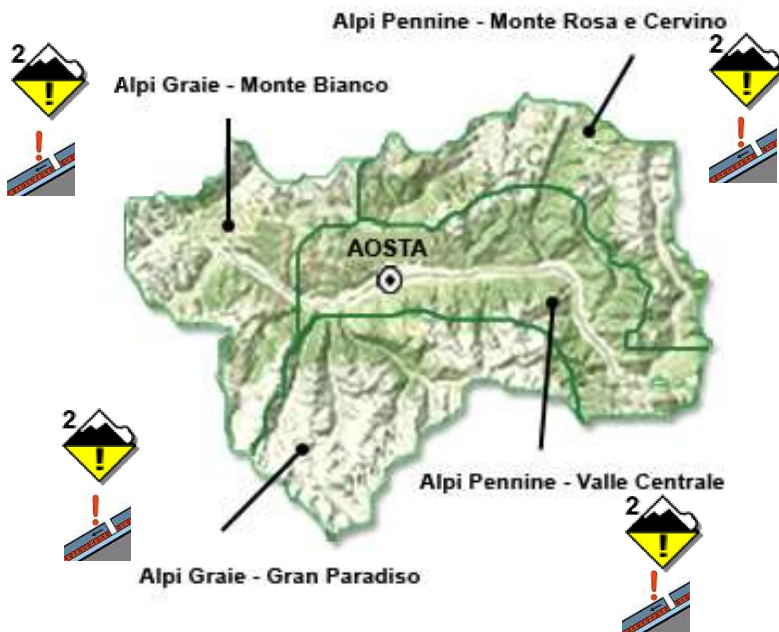 Alpi Pennine - Monte Rosa e Cervino
2
!
!
2
!
!
Alpi Graie - Monte Bianco
AOSTA
2
!
!
Alpi Pennine - Valle Centrale
2
!
!
Alpi Graie - Gran Paradiso